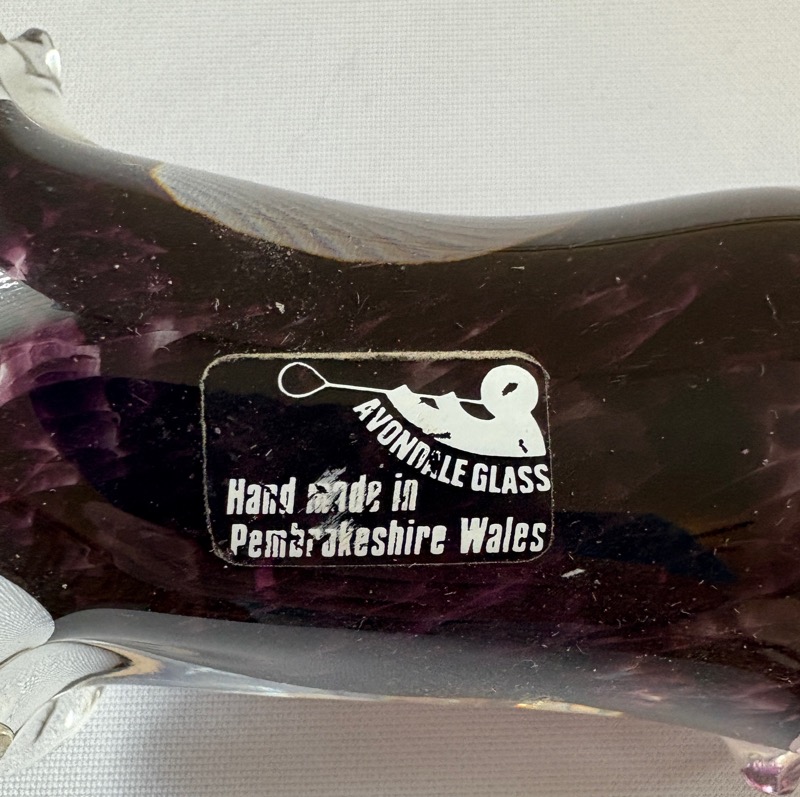 AVONDALE GLASS
Hand made in
Pembrokeshire Wales